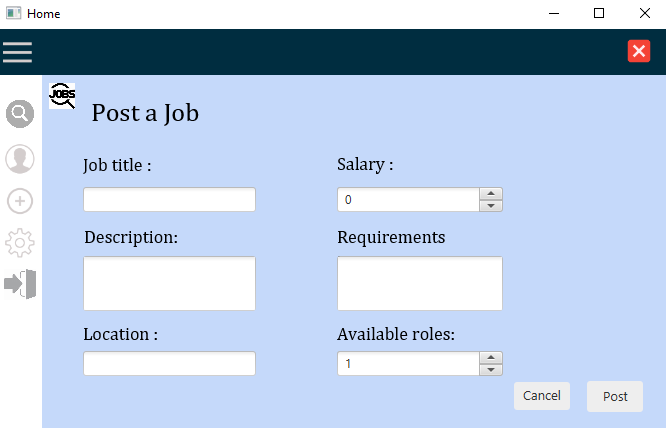 Home
JOBS
Post a Job
Job title :
Salary :
0
Description:
Requirements
Location :
Available roles:
1
Cancel
Post